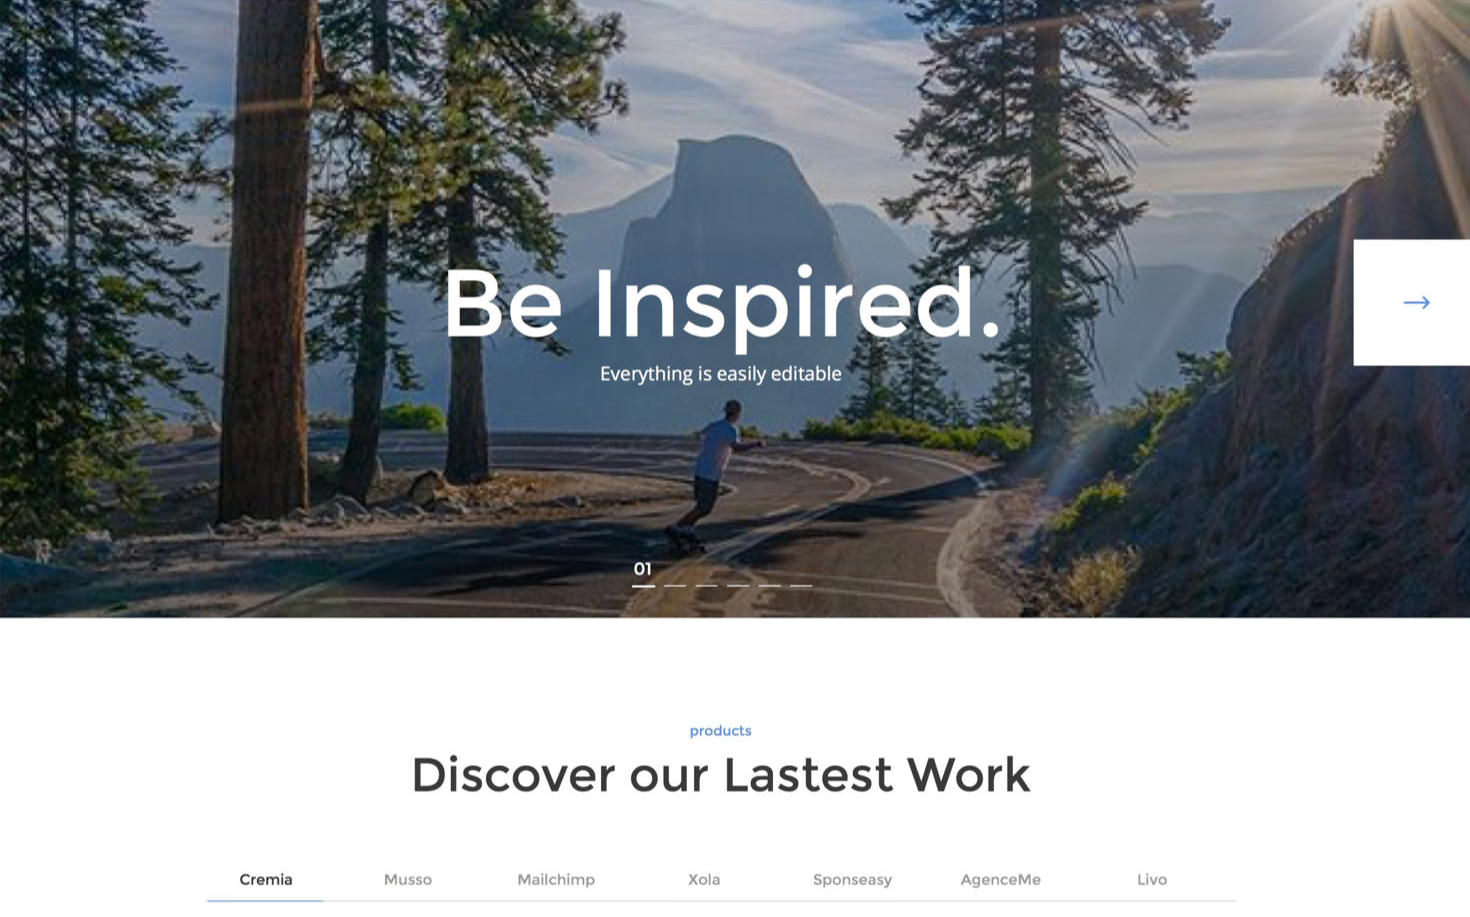 Be Inspired.
Everything is easily editable
01
products
Discover our Lastest Work
Cremia Musso Mailchimp Xola Sponseasy AgenceMe Livo